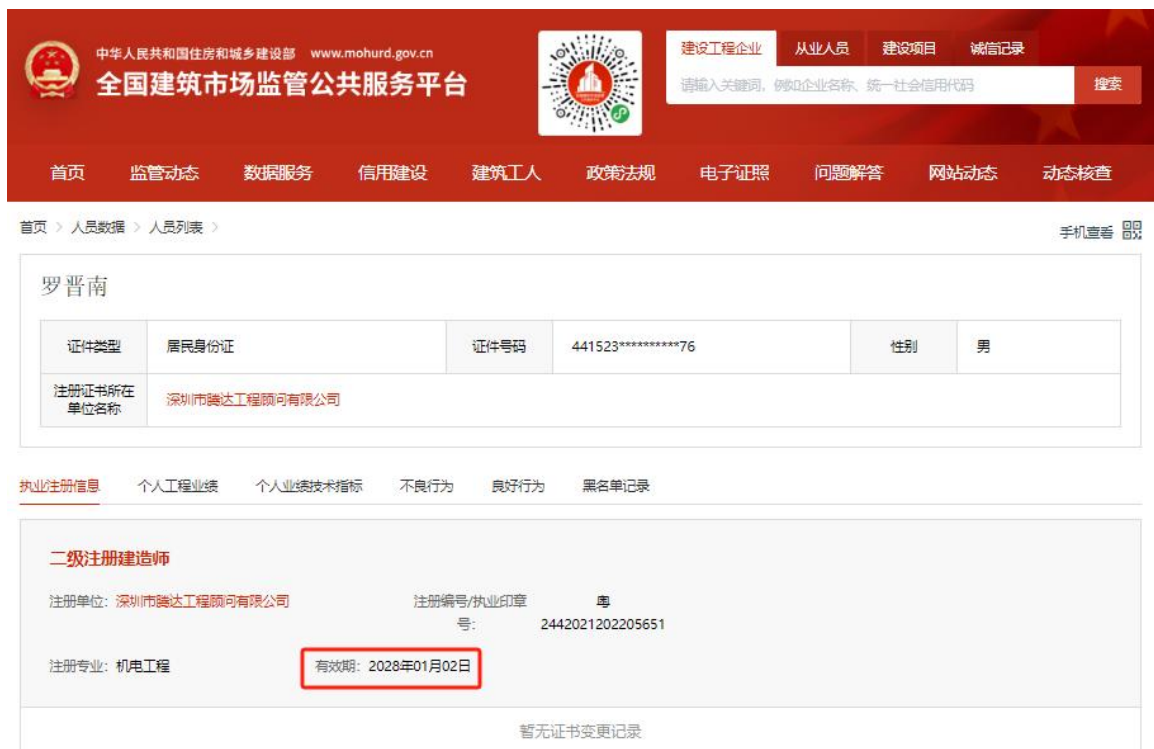 中华人民共和国住房和城乡建设部 www.mohurd.gov.cn
全国建筑市场监管公共服务平台
建设工程企业 从业人员 建设项目 诚信记录
请输入关键词，例如企业名称、统一社会信用代码 搜索
首页 监管动态 数据服务 信用建设 建筑工人 政策法规 电子证照 问题解答 网站动态 动态核查
首页 > 人员数据 > 人员列表 >
手机查看
罗晋南
证件类型 居民身份证 证件号码 441523**********76 性别 男
注册证书所在
单位名称
深圳市腾达工程顾问有限公司
执业注册信息 个人工程业绩 个人业绩技术指标 不良行为 良好行为 黑名单记录
二级注册建造师
注册单位：深圳市腾达工程顾问有限公司
注册编号/执业印章
号：
粤
2442021202205651
注册专业：机电工程 有效期：2028年01月02日
暂无证书变更记录